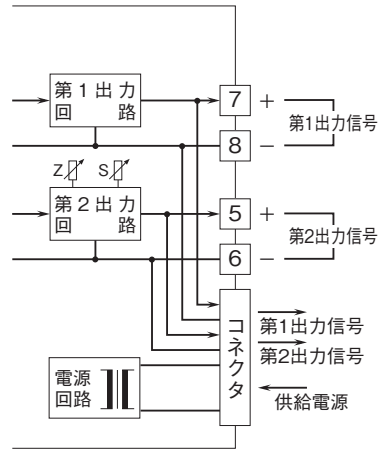 第1出力
回路
7
+
第1出力信号
8
−
Z
S
第2出力
回路
5
+
第2出力信号
6
−
コネクタ
第1出力信号
第2出力信号
電源
回路
供給電源